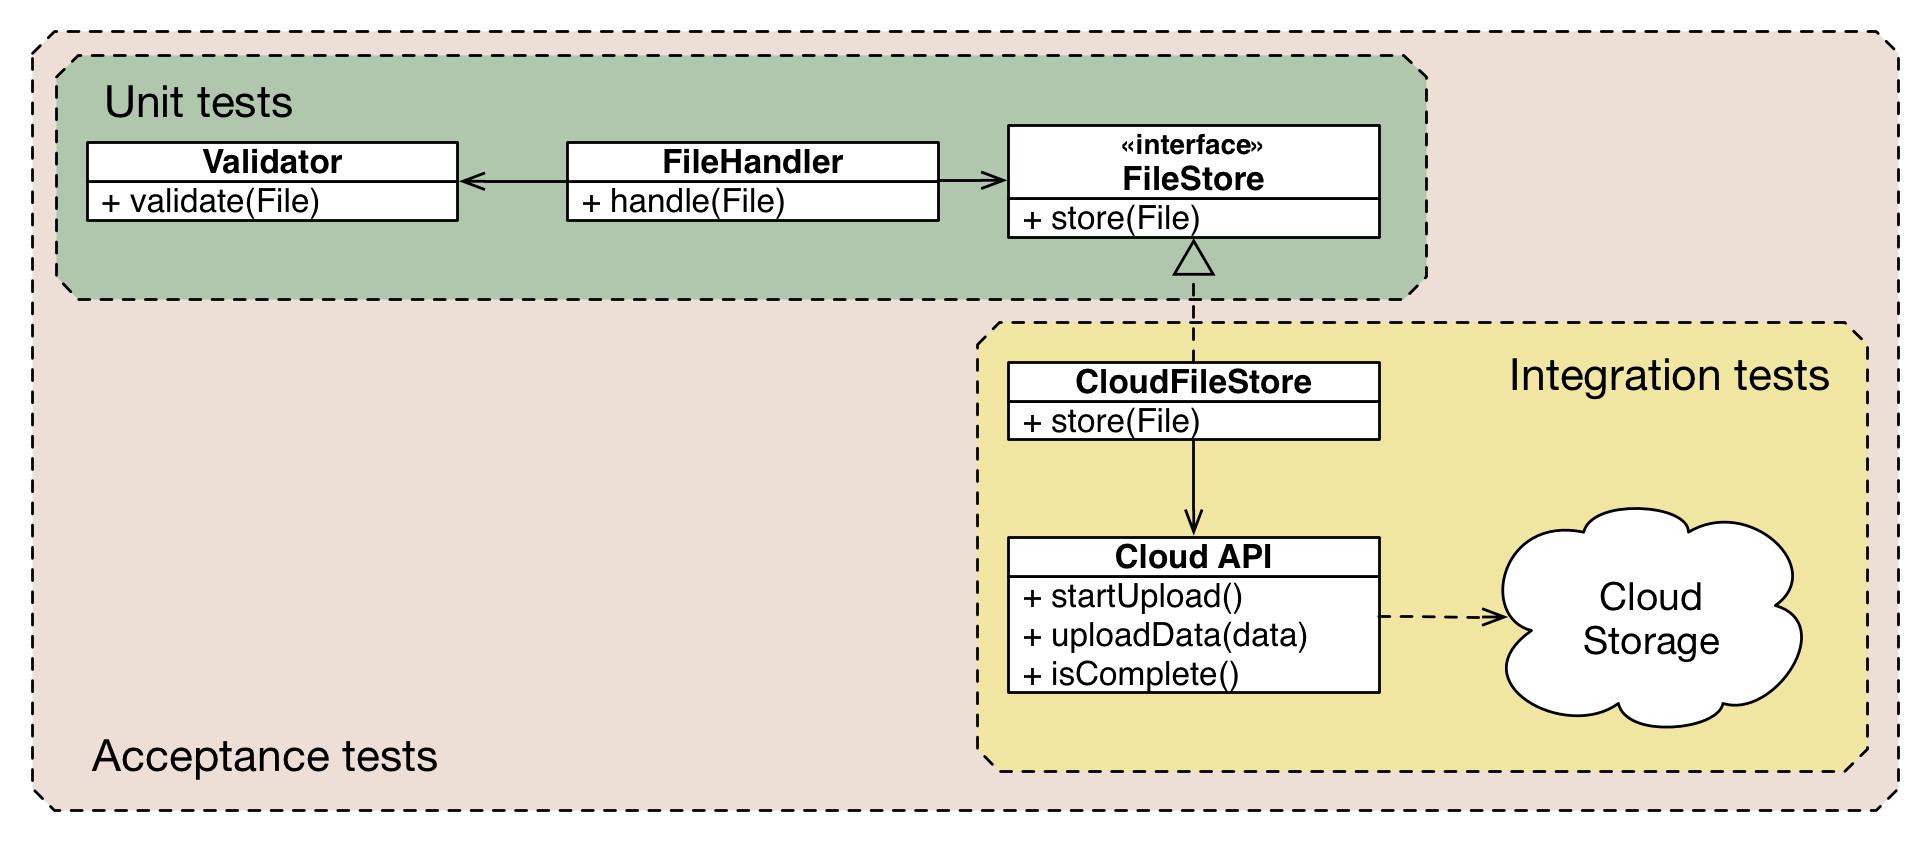 Unit tests
Validator
+ validate(File)
FileHandler
+ handle(File)
«interface»
FileStore
+ store(File)
Integration tests
CloudFileStore
+ store(File)
Cloud API
+ startUpload()
+ uploadData(data)
+ isComplete()
Cloud
Storage
Acceptance tests